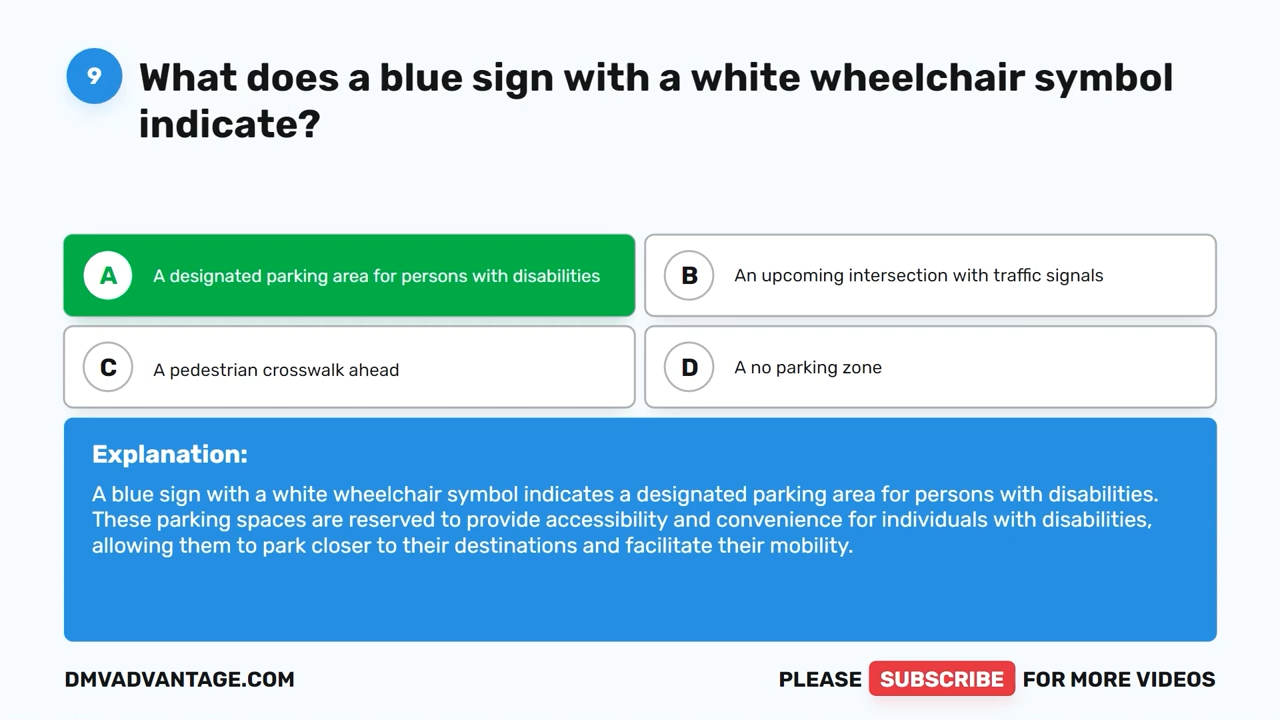 9
What does a blue sign with a white wheelchair symbol
indicate?
A
A designated parking area for persons with disabilities
B
An upcoming intersection with traffic signals
C
A pedestrian crosswalk ahead
D
A no parking zone
Explanation:
A blue sign with a white wheelchair symbol indicates a designated parking area for persons with disabilities.
These parking spaces are reserved to provide accessibility and convenience for individuals with disabilities,
allowing them to park closer to their destinations and facilitate their mobility.
DMVADVANTAGE.COM
PLEASE SUBSCRIBE FOR MORE VIDEOS